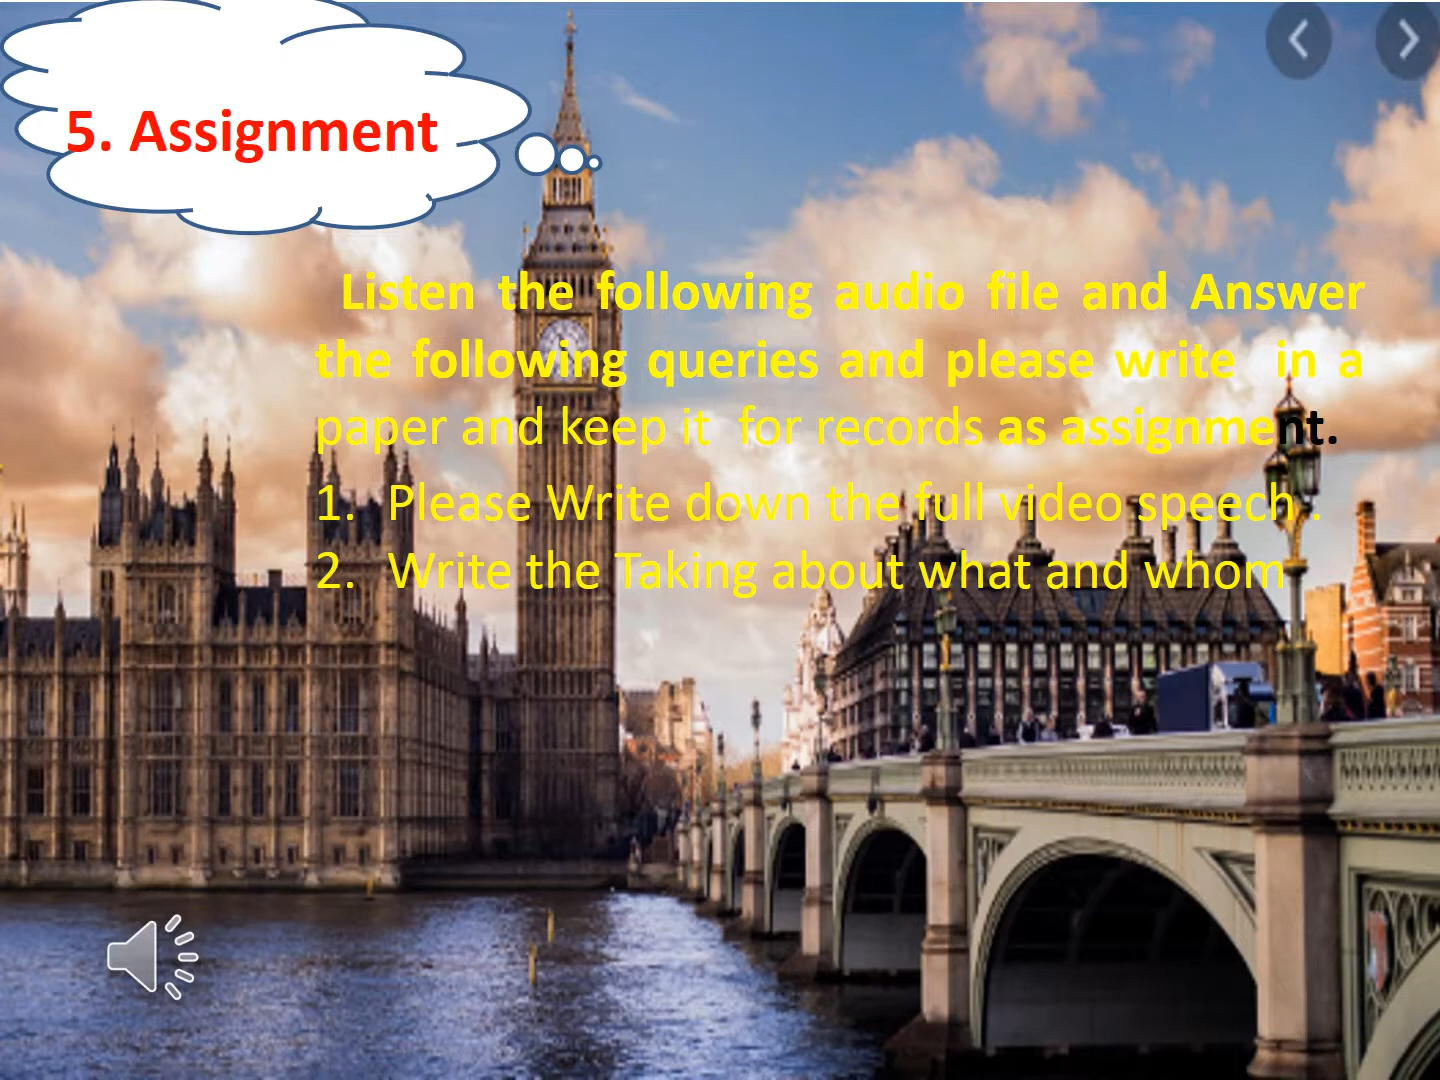 5. Assignment
Listen the following audio file and Answer
the following queries and please write in a
paper and keep it for records as assignment.
1. Please Write down the full video speech .
2. Write the Taking about what and whom